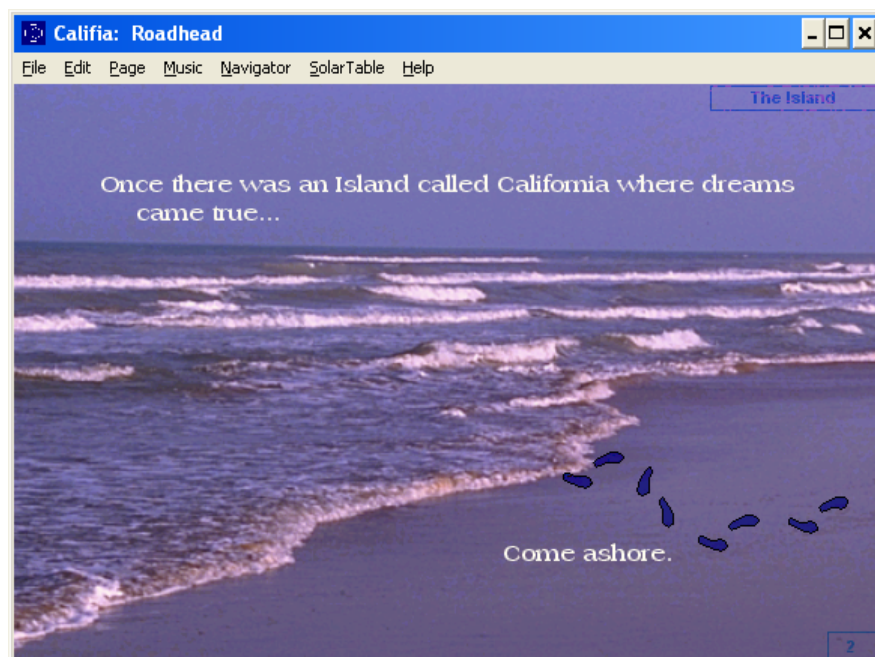 Califia: Roadhead
File Edit Page Music Navigator SolarTable Help
The Island
Once there was an Island called California where dreams
came true...
Come ashore.
2